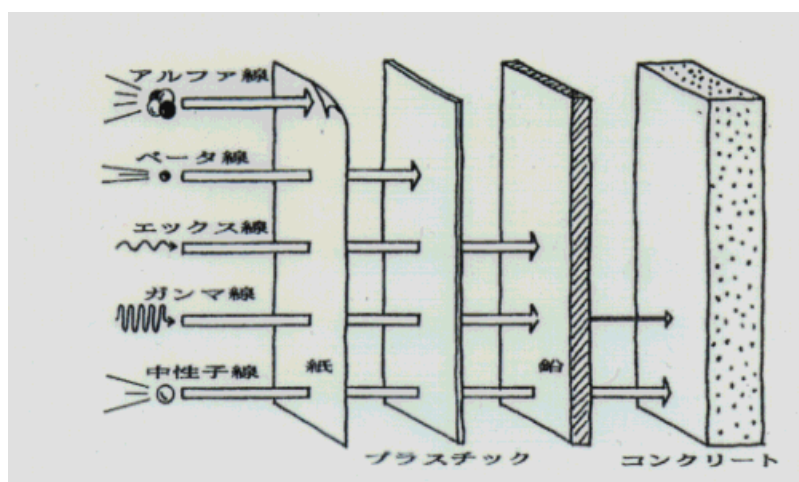 アルファ線
ベータ線
エックス線
ガンマ線
中性子線
紙
鉛
プラスチック
コンクリート